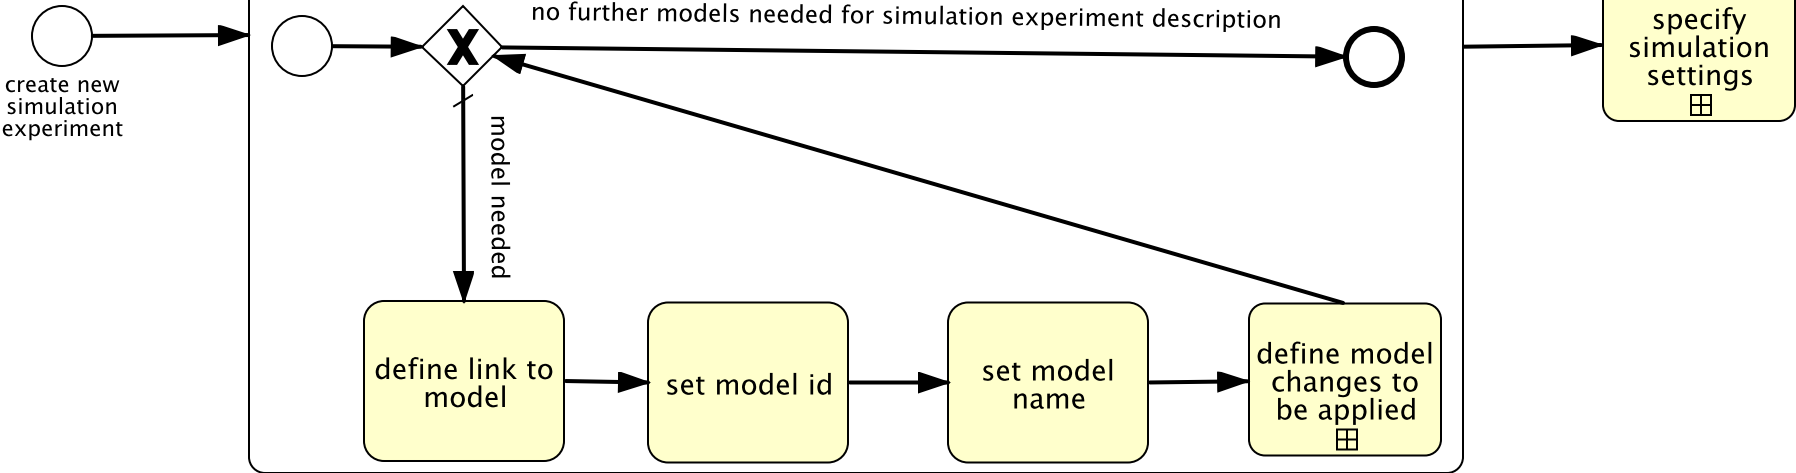 no further models needed for simulation experiment description
create new
simulation
experiment
specify
simulation
settings
model needed
define link to
model
set model id
set model
name
define model
changes to
be applied